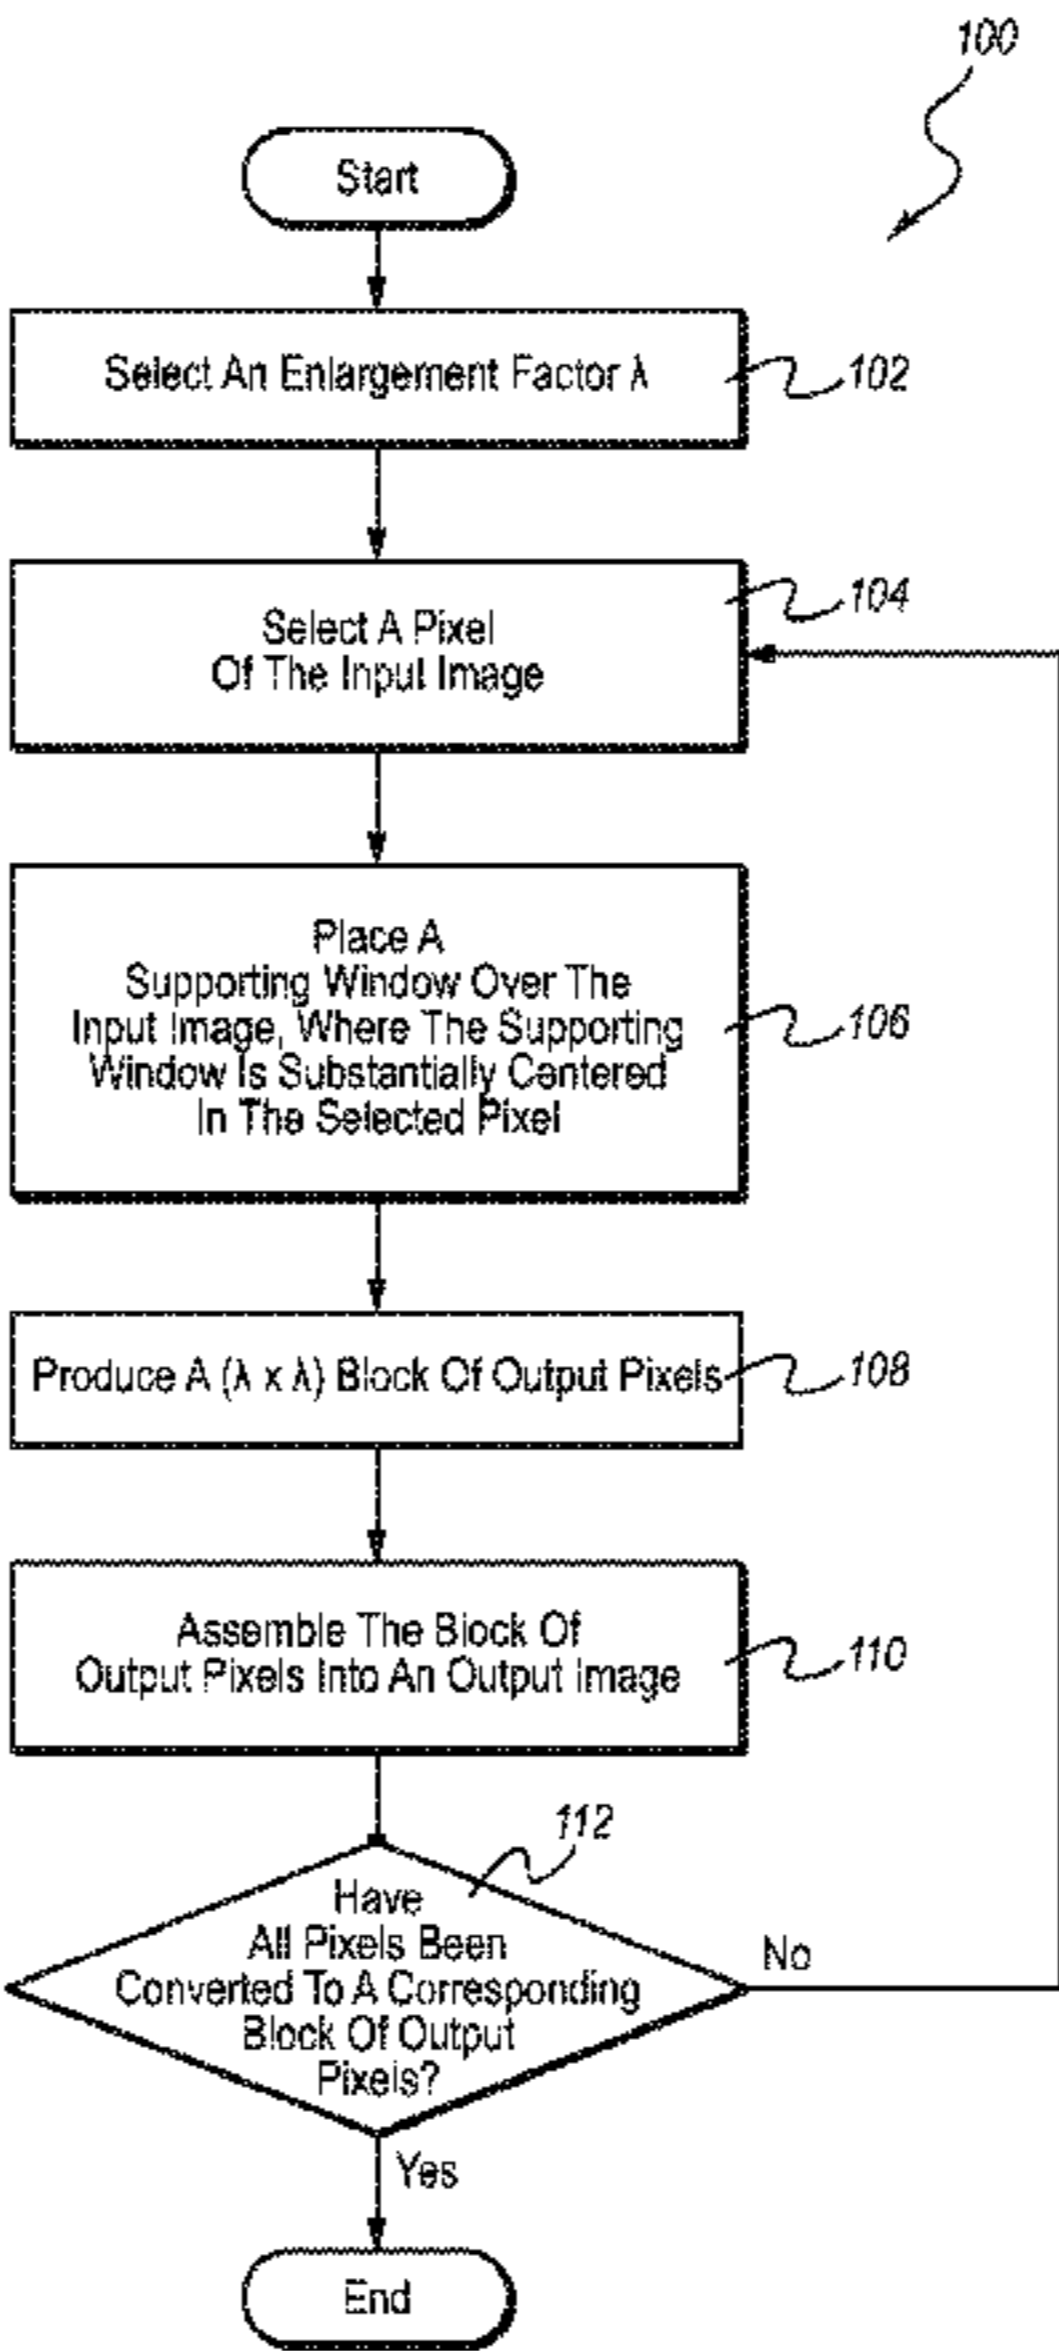 100
Start
Select An Enlargement Factor λ
102
104
Select A Pixel
Of The Input Image
Place A
Supporting Window Over The
Input Image, Where The Supporting
Window Is Substantially Centered
In The Selected Pixel
106
Produce A (λ x λ) Block Of Output Pixels
108
Assemble The Block Of
Output Pixels Into An Output Image
110
112
Have
All Pixels Been
Converted To A Corresponding
Block Of Output
Pixels?
No
Yes
End